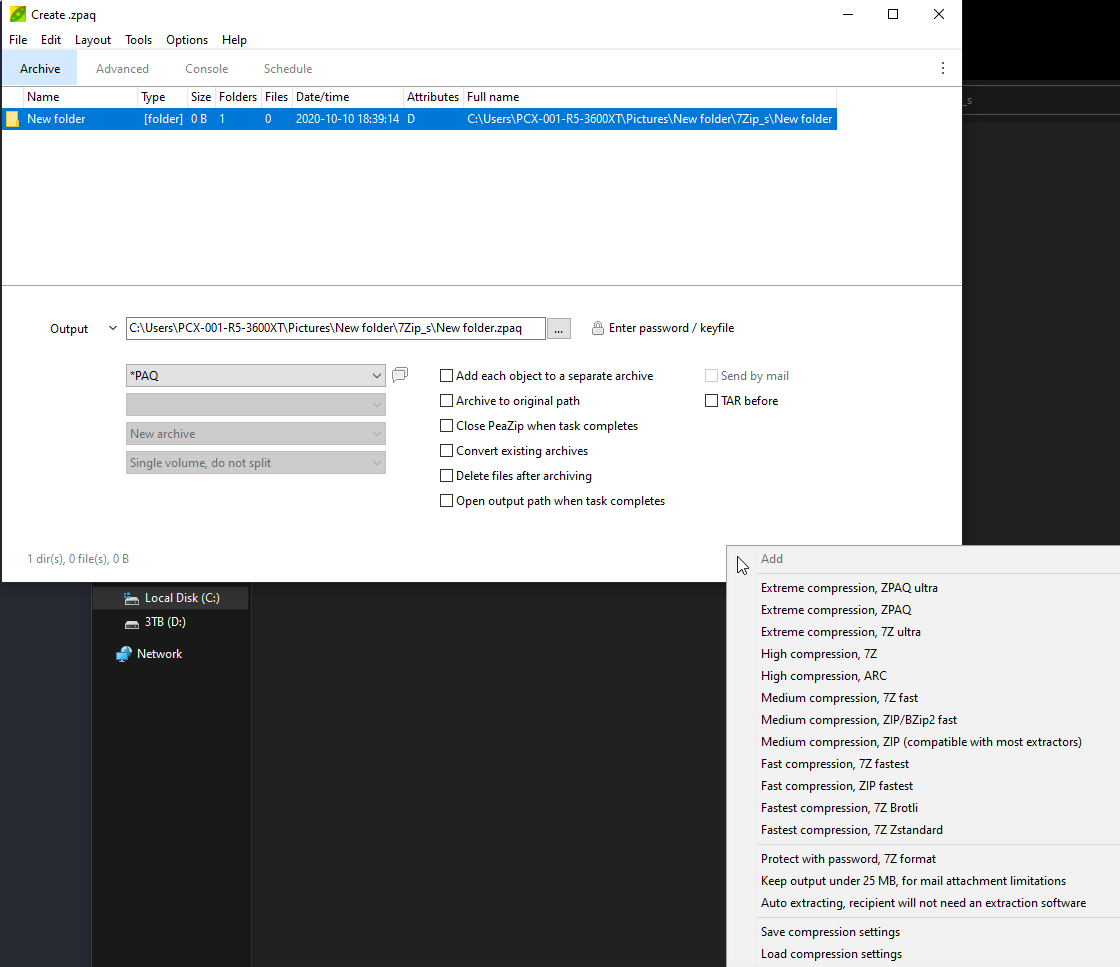 Create .zpaq
File Edit Layout Tools Options Help
Archive Advanced Console Schedule
Name Type Size Folders Files Date/time Attributes Full name
_s
New folder [folder] 0 B 1 0 2020-10-10 18:39:14 D C:\Users\PCX-001-R5-3600XT\Pictures\New folder\7Zip_s\New folder
Output C:\Users\PCX-001-R5-3600XT\Pictures\New folder\7Zip_s\New folder.zpaq ... Enter password / keyfile
*PAQ
New archive
Single volume, do not split
Add each object to a separate archive
Archive to original path
Close PeaZip when task completes
Convert existing archives
Delete files after archiving
Open output path when task completes
Send by mail
TAR before
1 dir(s), 0 file(s), 0 B
Local Disk (C:)
3TB (D:)
Network
Add
Extreme compression, ZPAQ ultra
Extreme compression, ZPAQ
Extreme compression, 7Z ultra
High compression, 7Z
High compression, ARC
Medium compression, 7Z fast
Medium compression, ZIP/BZip2 fast
Medium compression, ZIP (compatible with most extractors)
Fast compression, 7Z fastest
Fast compression, ZIP fastest
Fastest compression, 7Z Brotli
Fastest compression, 7Z Zstandard
Protect with password, 7Z format
Keep output under 25 MB, for mail attachment limitations
Auto extracting, recipient will not need an extraction software
Save compression settings
Load compression settings